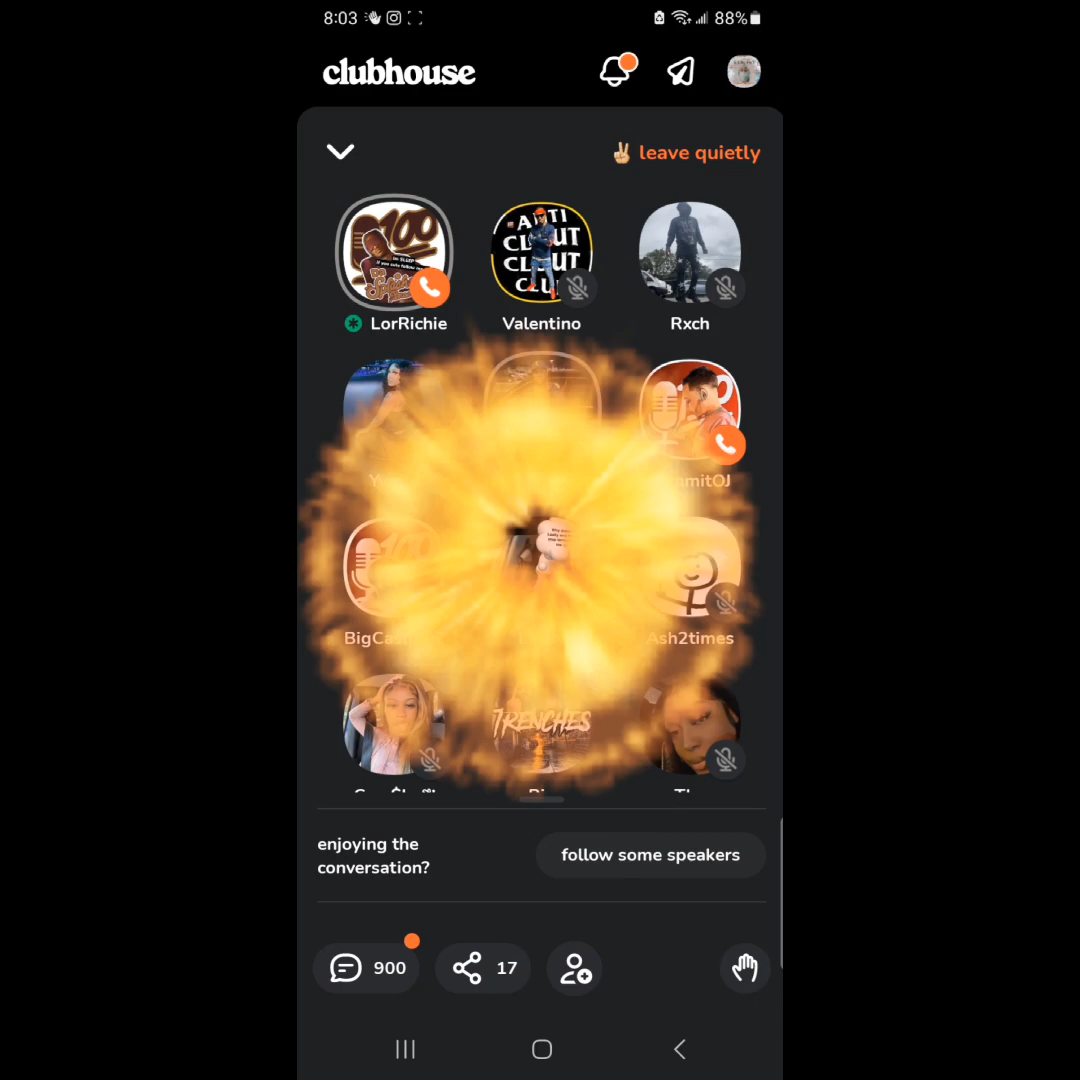 8:03
88%
clubhouse
✌🏼 leave quietly
100
ANTI
CLOUT
CLOUT
LorRichie
Valentino
Rxch
mitOJ
BigCa
Ash2times
TRENCHES
enjoying the
conversation?
follow some speakers
900
17